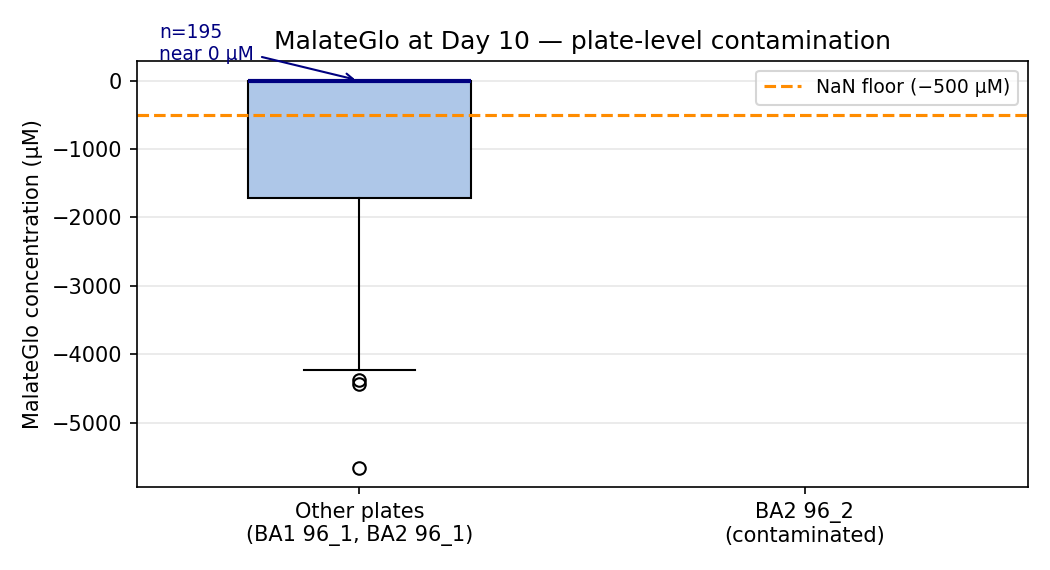 n=195
near 0 µM
MalateGlo at Day 10 — plate-level contamination
NaN floor (−500 µM)
MalateGlo concentration (µM)
0
−1000
−2000
−3000
−4000
−5000
Other plates
(BA1 96_1, BA2 96_1)
BA2 96_2
(contaminated)